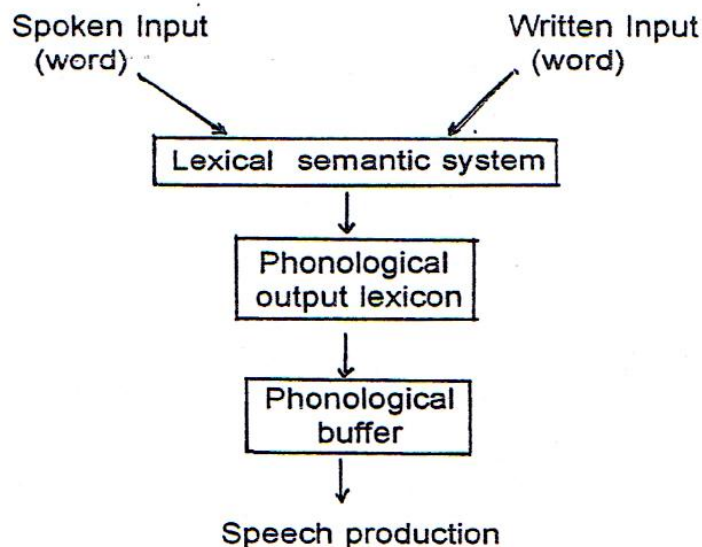 Spoken Input
(word)
Written Input
(word)
Lexical semantic system
Phonological
output lexicon
Phonological
buffer
Speech production